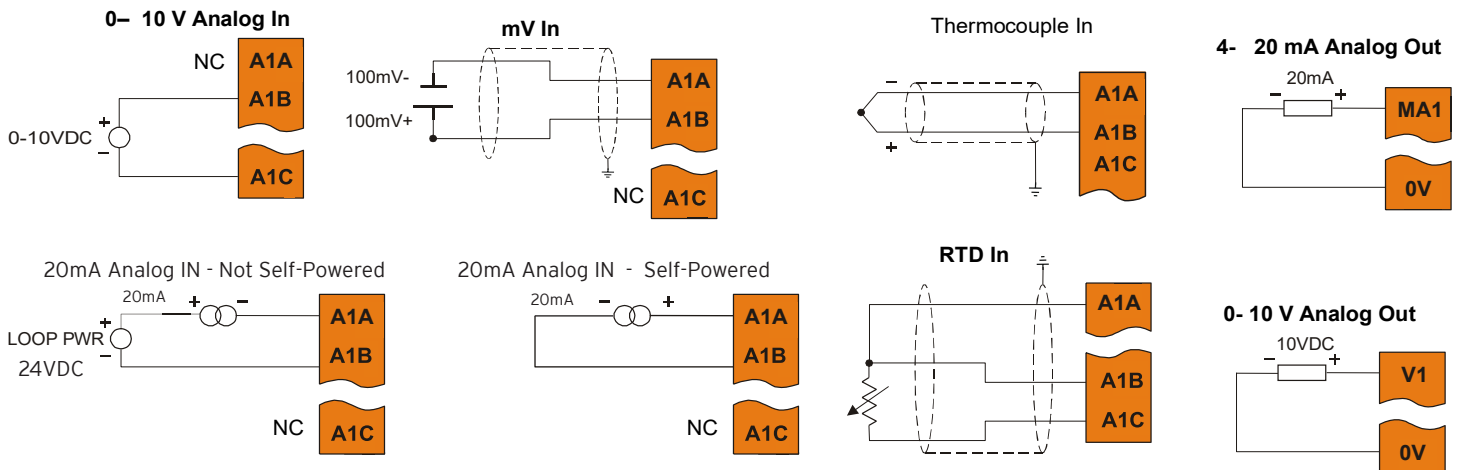 0– 10 V Analog In
NC
A1A
A1B
A1C
+
0-10VDC
–
mV In
100mV-
100mV+
A1A
A1B
NC
A1C
Thermocouple In
–
+
A1A
A1B
A1C
4- 20 mA Analog Out
20mA
– +
MA1
0V
20mA Analog IN - Not Self-Powered
20mA
+ –
+
LOOP PWR
–
24VDC
A1A
A1B
NC
A1C
20mA Analog IN - Self-Powered
20mA
– +
A1A
A1B
NC
A1C
RTD In
A1A
A1B
A1C
0- 10 V Analog Out
10VDC
– +
V1
0V